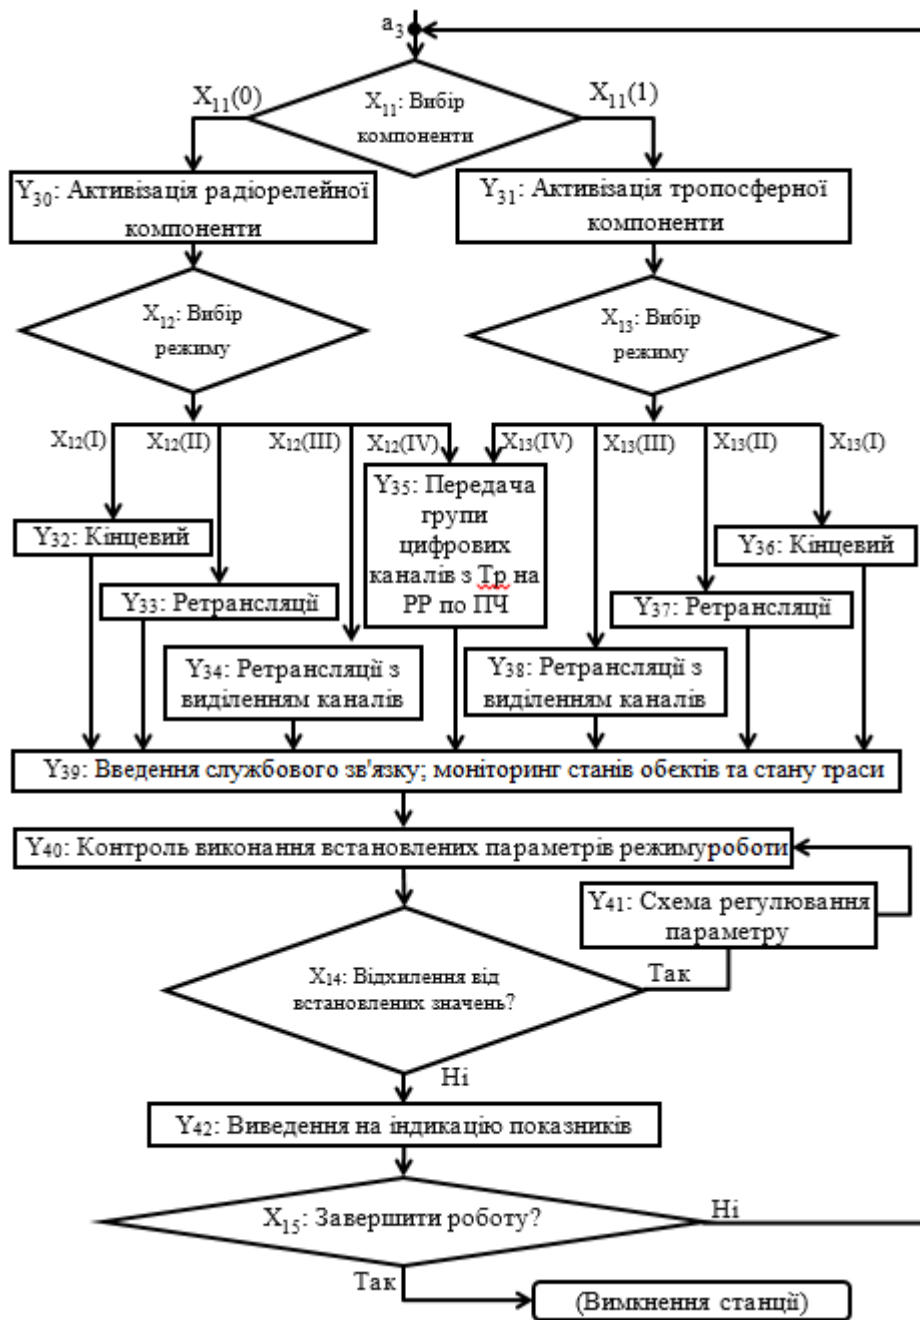 a₃
X₁₁(0)
X₁₁: Вибір
компоненти
X₁₁(1)
Y₃₀: Активізація радіорелейної
компоненти
Y₃₁: Активізація тропосферної
компоненти
X₁₂: Вибір
режиму
X₁₃: Вибір
режиму
X₁₂(I)
X₁₂(II)
X₁₂(III)
X₁₂(IV)
X₁₃(IV)
X₁₃(III)
X₁₃(II)
X₁₃(I)
Y₃₅: Передача
групи
цифрових
каналів з Тр на
РР по ПЧ
Y₃₂: Кінцевий
Y₃₆: Кінцевий
Y₃₃: Ретрансляції
Y₃₇: Ретрансляції
Y₃₄: Ретрансляції з
виділенням каналів
Y₃₈: Ретрансляції з
виділенням каналів
Y₃₉: Введення службового зв'язку; моніторинг станів обєктів та стану траси
Y₄₀: Контроль виконання встановлених параметрів режимуроботи
Y₄₁: Схема регулювання
параметру
X₁₄: Відхилення від
встановлених значень?
Так
Ні
Y₄₂: Виведення на індикацію показників
X₁₅: Завершити роботу?
Ні
Так
(Вимкнення станції)